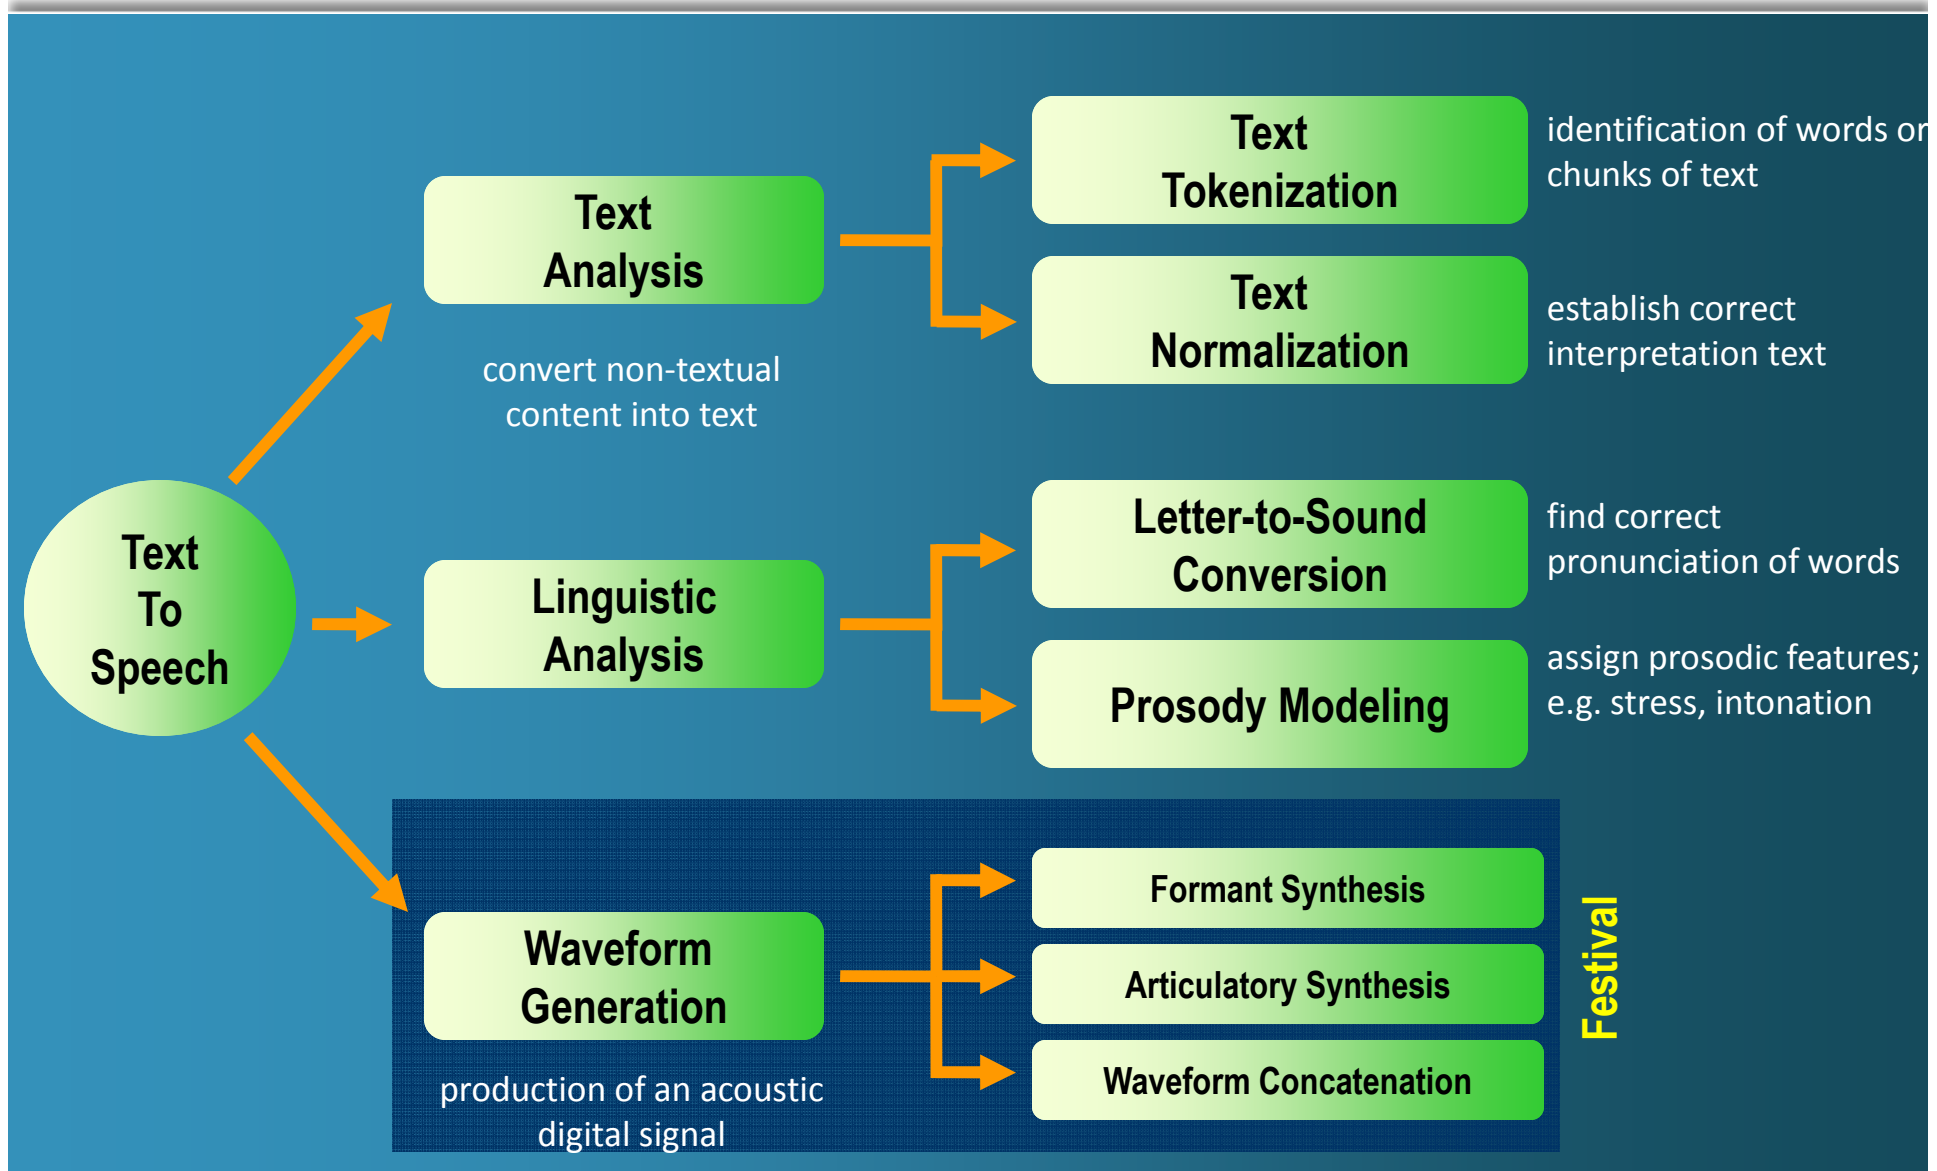 Text
Tokenization
identification of words or
chunks of text
Text
Analysis
Text
Normalization
establish correct
interpretation text
convert non-textual
content into text
Text
To
Speech
Linguistic
Analysis
Letter-to-Sound
Conversion
find correct
pronunciation of words
Prosody Modeling
assign prosodic features;
e.g. stress, intonation
Waveform
Generation
production of an acoustic
digital signal
Formant Synthesis
Articulatory Synthesis
Waveform Concatenation
Festival